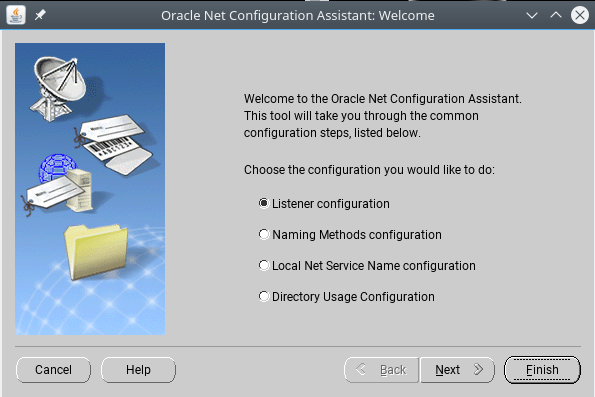 Oracle Net Configuration Assistant: Welcome
Welcome to the Oracle Net Configuration Assistant.
This tool will take you through the common
configuration steps, listed below.
Choose the configuration you would like to do:
Listener configuration
Naming Methods configuration
Local Net Service Name configuration
Directory Usage Configuration
Cancel
Help
Back
Next
Finish